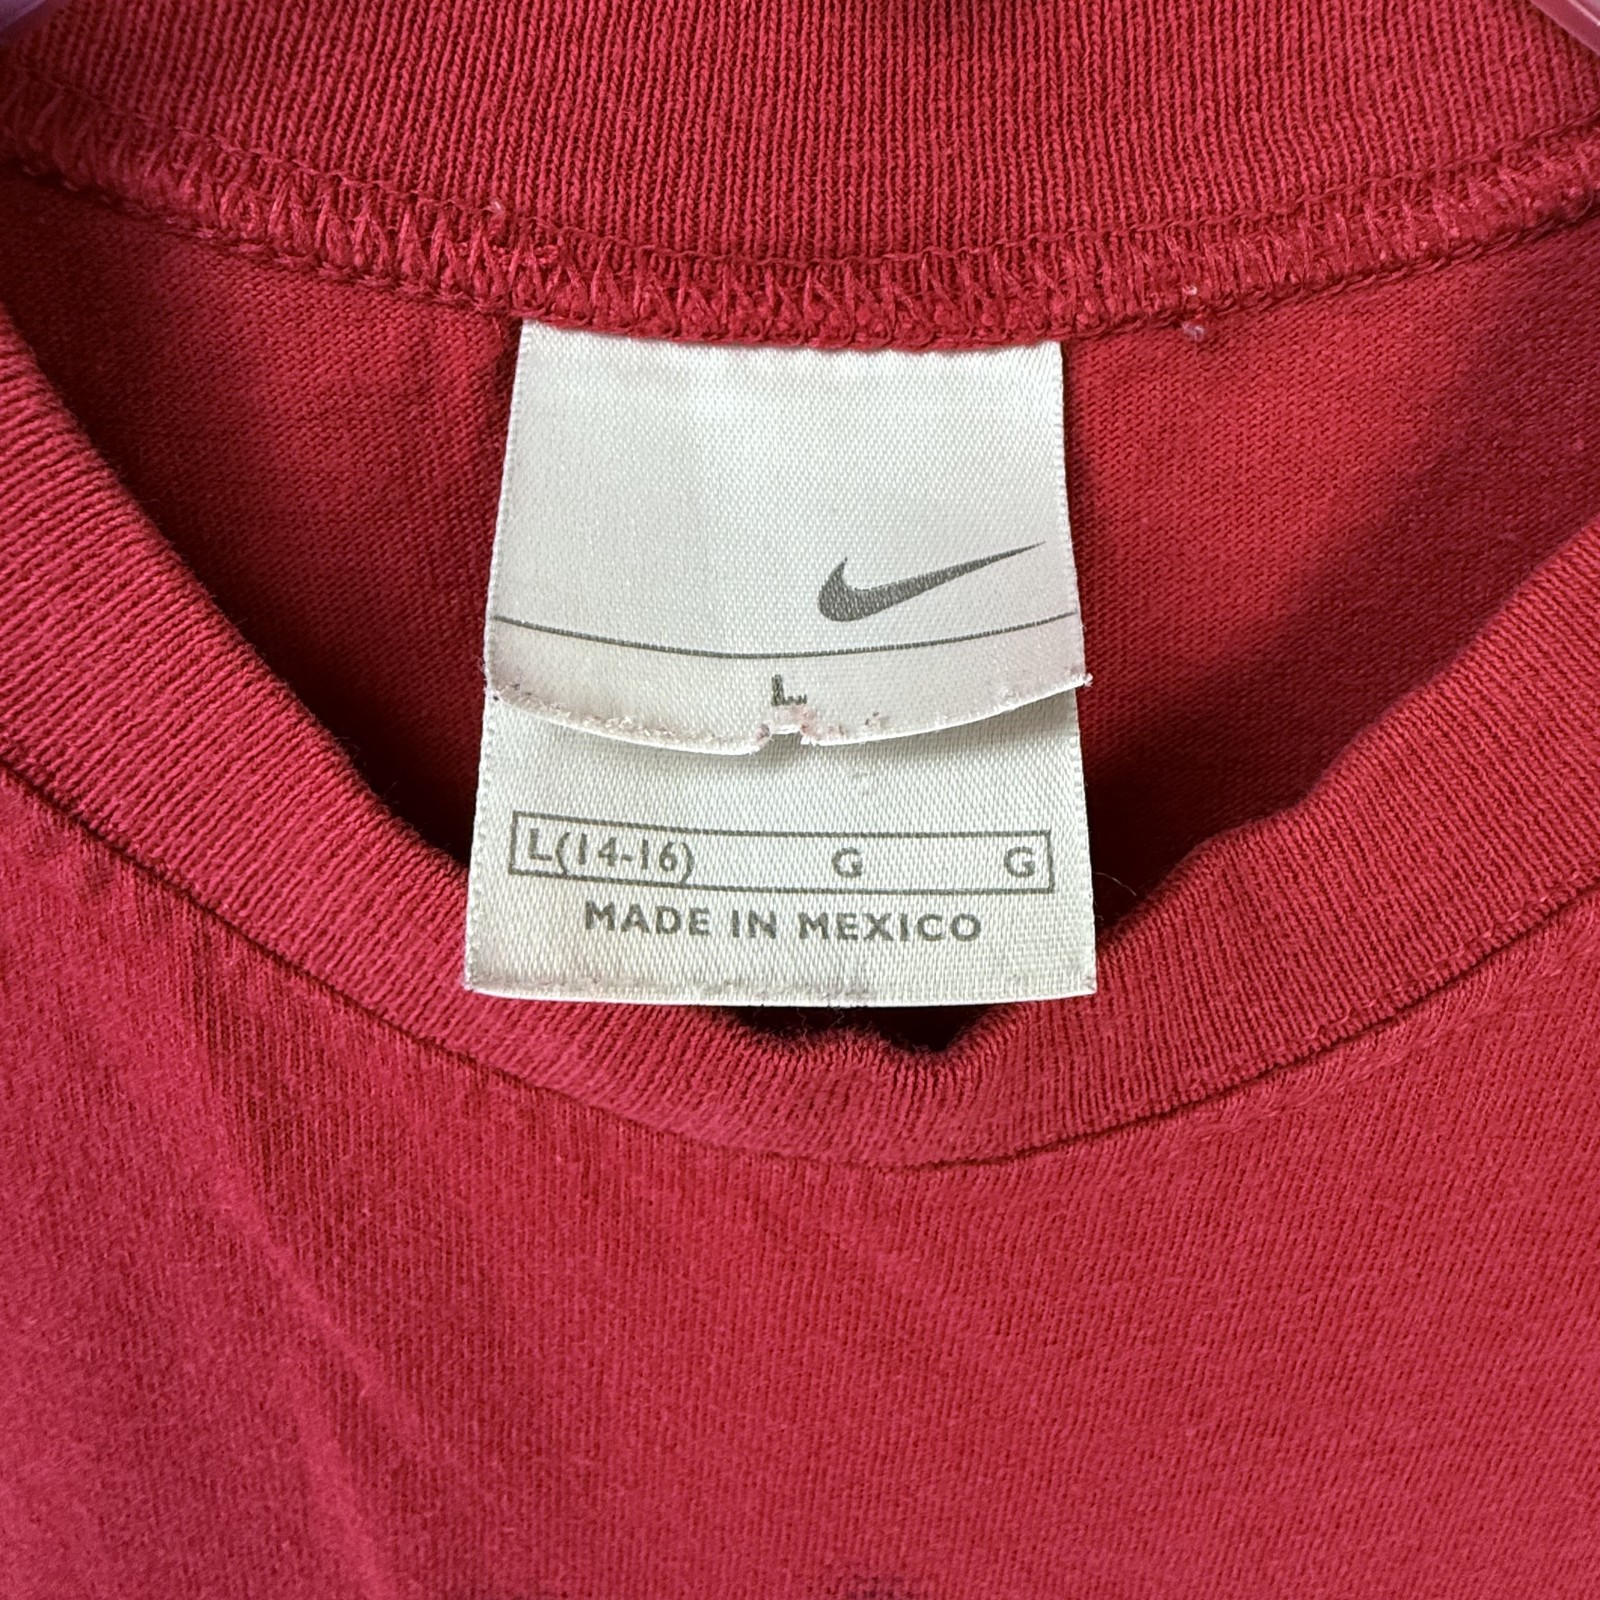 L
L(14-16) G G
MADE IN MEXICO